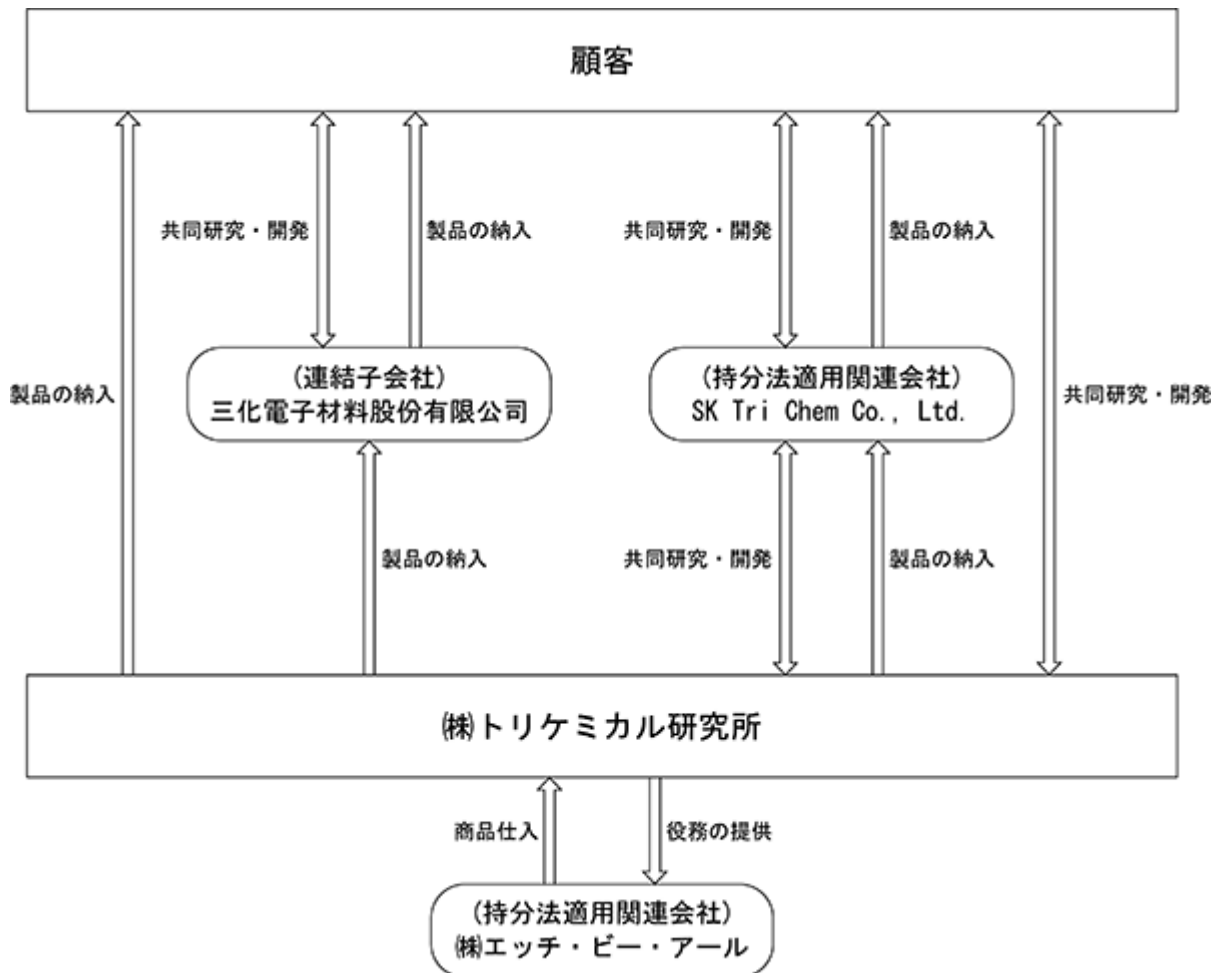 顧客
共同研究・開発
製品の納入
共同研究・開発
製品の納入
製品の納入
(連結子会社)
三化電子材料股份有限公司
(持分法適用関連会社)
SK Tri Chem Co., Ltd.
共同研究・開発
製品の納入
共同研究・開発
製品の納入
㈱トリケミカル研究所
商品仕入
役務の提供
(持分法適用関連会社)
㈱エッチ・ビー・アール